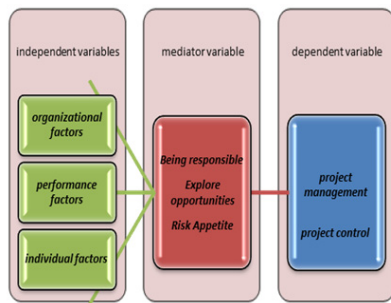 independent variables
mediator variable
dependent variable
organizational
factors
performance
factors
individual factors
Being responsible
Explore
opportunities
Risk Appetite
project
management
project control